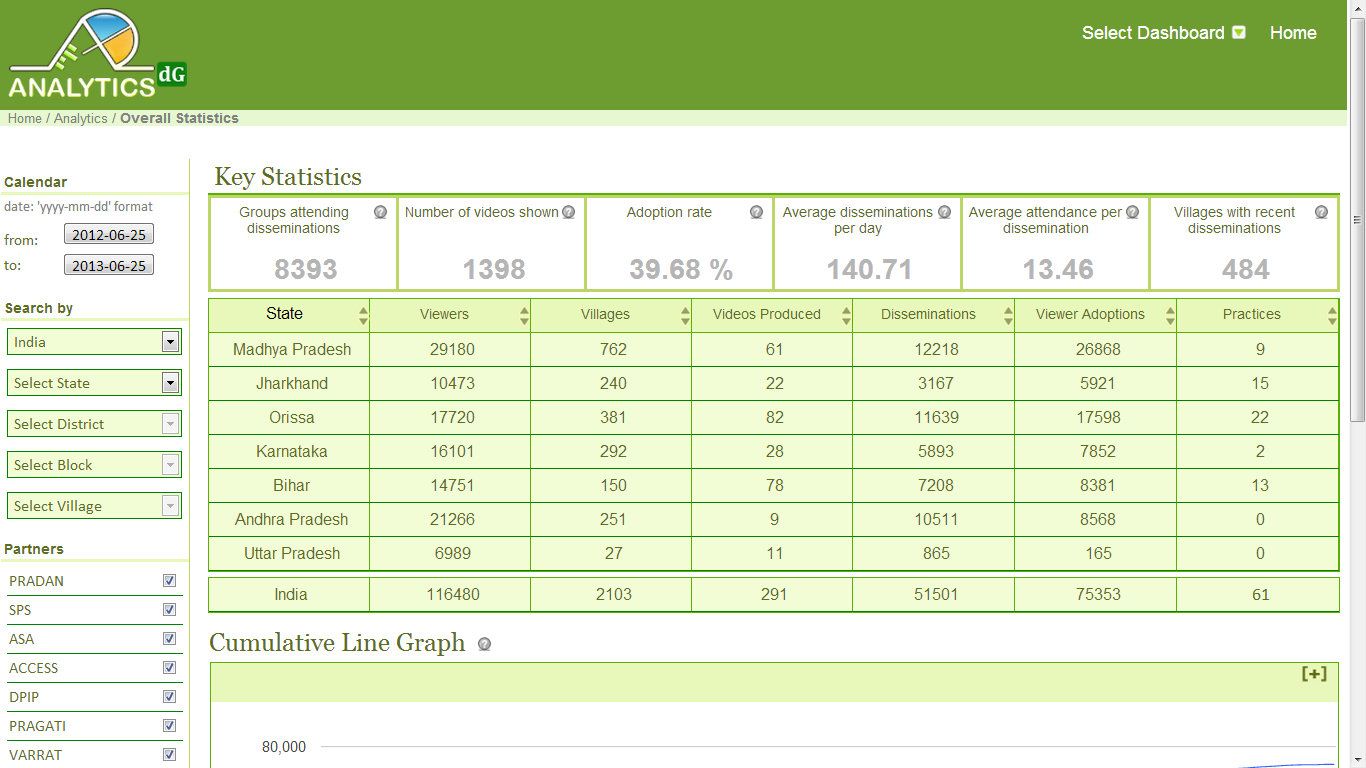 Select Dashboard Home
ANALYTICS dG
Home / Analytics / Overall Statistics
Calendar
date: 'yyyy-mm-dd' format
from: 2012-06-25
to: 2013-06-25
Search by
India
Select State
Select District
Select Block
Select Village
Partners
PRADAN
SPS
ASA
ACCESS
DPIP
PRAGATI
VARRAT
Key Statistics
Groups attending
disseminations
8393
Number of videos shown
1398
Adoption rate
39.68 %
Average disseminations
per day
140.71
Average attendance per
dissemination
13.46
Villages with recent
disseminations
484
State Viewers Villages Videos Produced Disseminations Viewer Adoptions Practices
Madhya Pradesh 29180 762 61 12218 26868 9
Jharkhand 10473 240 22 3167 5921 15
Orissa 17720 381 82 11639 17598 22
Karnataka 16101 292 28 5893 7852 2
Bihar 14751 150 78 7208 8381 13
Andhra Pradesh 21266 251 9 10511 8568 0
Uttar Pradesh 6989 27 11 865 165 0
India 116480 2103 291 51501 75353 61
Cumulative Line Graph
[+]
80,000